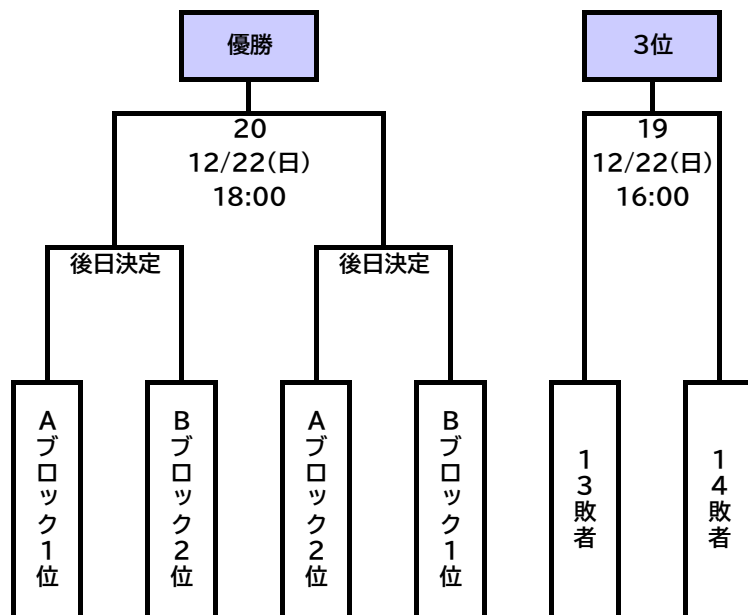 優勝
3位
20
12/22(日)
18:00
19
12/22(日)
16:00
後日決定
後日決定
Aブロック1位
Bブロック2位
Aブロック2位
Bブロック1位
13敗者
14敗者